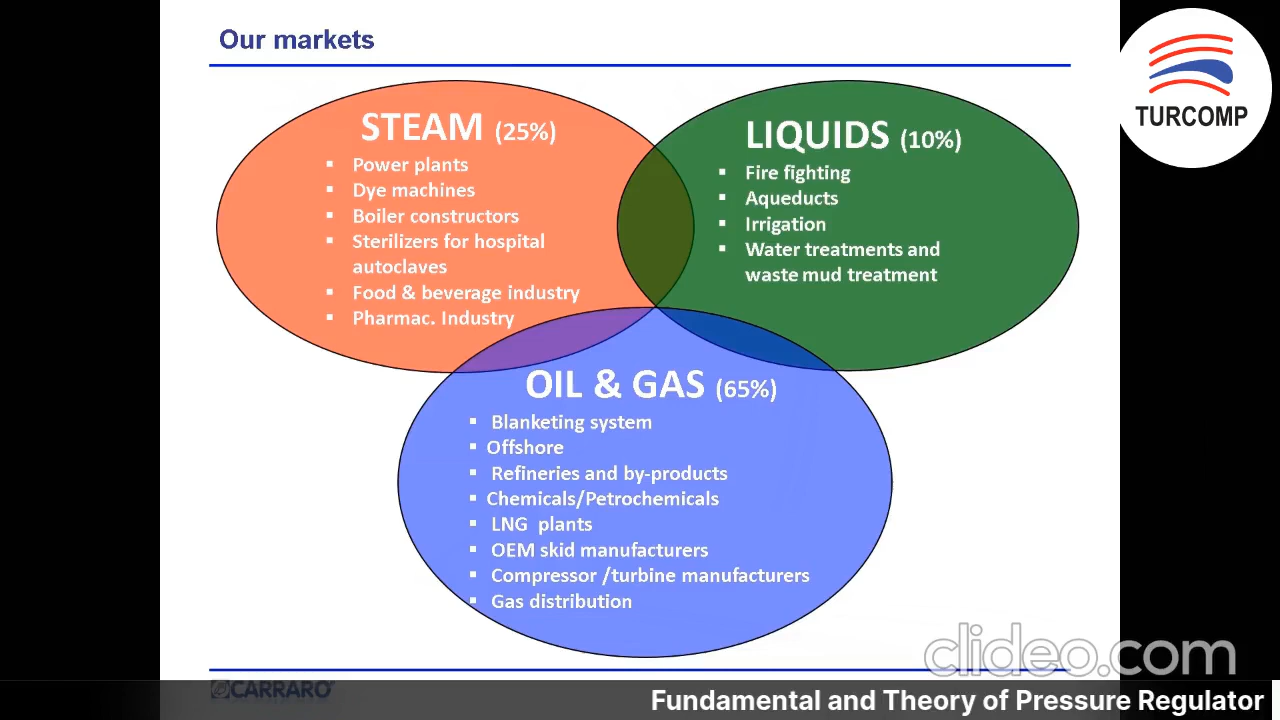 Our markets
TURCOMP
STEAM (25%)
▪ Power plants
▪ Dye machines
▪ Boiler constructors
▪ Sterilizers for hospital
autoclaves
▪ Food & beverage industry
▪ Pharmac. Industry
LIQUIDS (10%)
▪ Fire fighting
▪ Aqueducts
▪ Irrigation
▪ Water treatments and
waste mud treatment
OIL & GAS (65%)
▪ Blanketing system
▪ Offshore
▪ Refineries and by-products
▪ Chemicals/Petrochemicals
▪ LNG plants
▪ OEM skid manufacturers
▪ Compressor /turbine manufacturers
▪ Gas distribution
clideo.com
CARRARO
Fundamental and Theory of Pressure Regulator